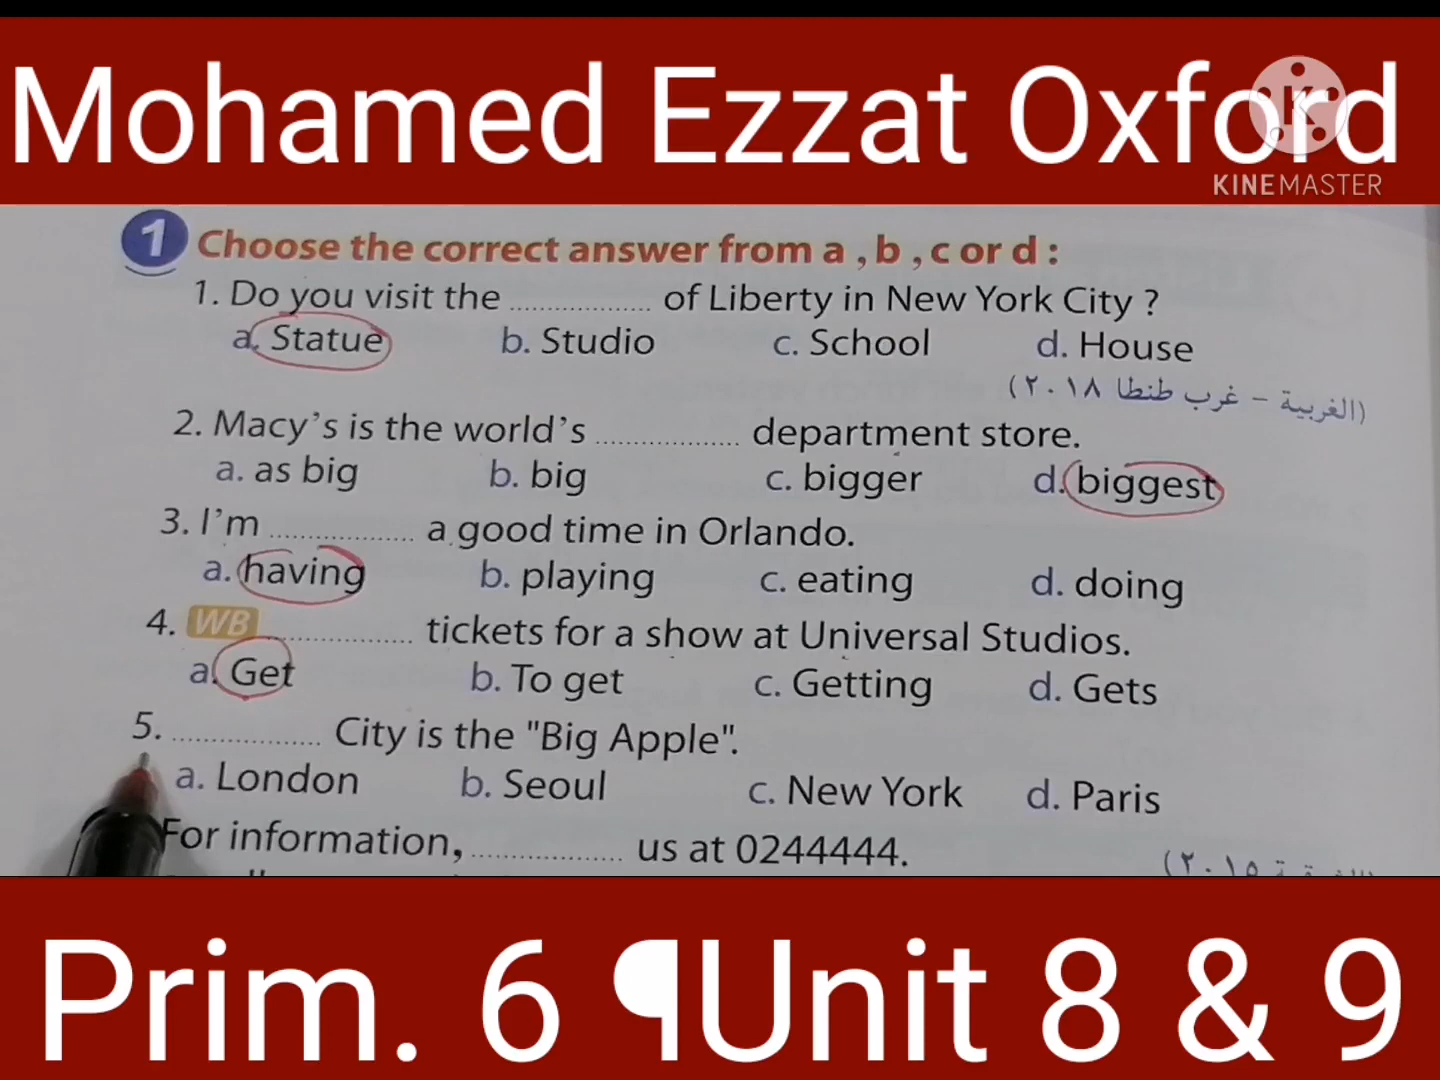 Mohamed Ezzat Oxford
KINEMASTER
1 Choose the correct answer from a , b , c or d :
1. Do you visit the .................. of Liberty in New York City ?
a. Statue b. Studio c. School d. House
(الغربية - غرب طنطا ٢٠١٨)
2. Macy's is the world's .................. department store.
a. as big b. big c. bigger d. biggest
3. I'm .................. a good time in Orlando.
a. having b. playing c. eating d. doing
4. WB .................. tickets for a show at Universal Studios.
a. Get b. To get c. Getting d. Gets
5. .................. City is the "Big Apple".
a. London b. Seoul c. New York d. Paris
For information, .................. us at 0244444.
Prim. 6 ¶Unit 8 & 9